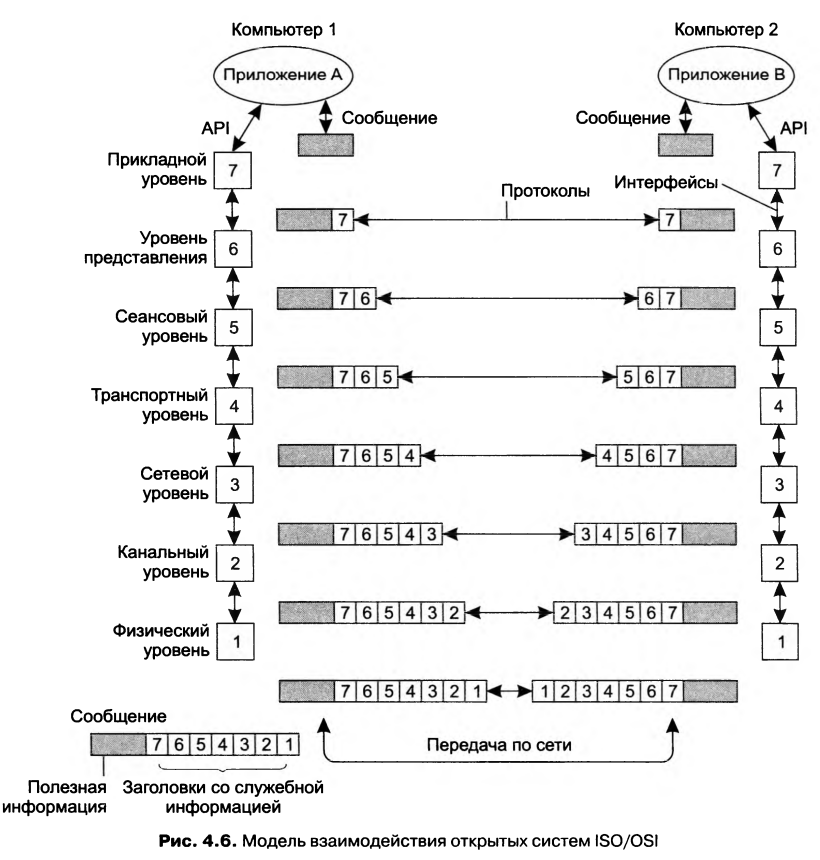 Компьютер 1
Компьютер 2
Приложение A
Приложение B
API
Сообщение
Сообщение
API
Прикладной
уровень
7
7
Протоколы
Интерфейсы
7
7
Уровень
представления
6
6
7 6
6 7
Сеансовый
уровень
5
5
7 6 5
5 6 7
Транспортный
уровень
4
4
7 6 5 4
4 5 6 7
Сетевой
уровень
3
3
7 6 5 4 3
3 4 5 6 7
Канальный
уровень
2
2
7 6 5 4 3 2
2 3 4 5 6 7
Физический
уровень
1
1
7 6 5 4 3 2 1
1 2 3 4 5 6 7
Сообщение
7 6 5 4 3 2 1
Передача по сети
Полезная
информация
Заголовки со служебной
информацией
Рис. 4.6. Модель взаимодействия открытых систем ISO/OSI